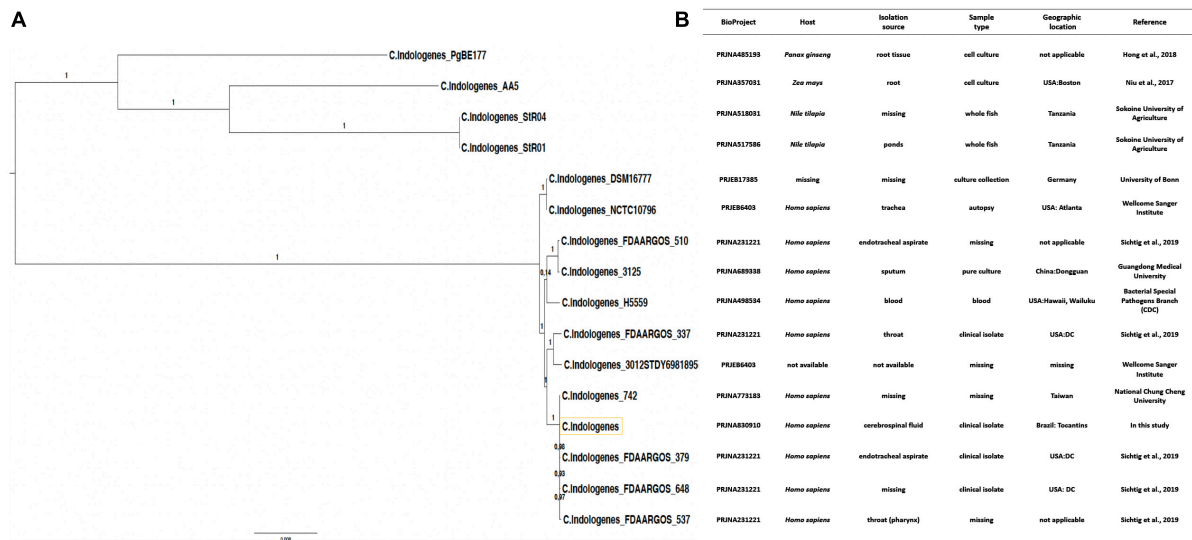 A
B
BioProject Host Isolation source Sample type Geographic location Reference
C.Indologenes_PgBE177
PRJNA485193 Panax ginseng root tissue cell culture not applicable Hong et al., 2018
1
C.Indologenes_AA5
PRJNA357031 Zea mays root cell culture USA:Boston Niu et al., 2017
1
C.Indologenes_StR04
PRJNA518031 Nile tilapia missing whole fish Tanzania Sokoine University of Agriculture
1
C.Indologenes_StR01
PRJNA517586 Nile tilapia ponds whole fish Tanzania Sokoine University of Agriculture
C.Indologenes_DSM16777
PRJEB17385 missing missing culture collection Germany University of Bonn
1
C.Indologenes_NCTC10796
PRJEB6403 Homo sapiens trachea autopsy USA: Atlanta Wellcome Sanger Institute
C.Indologenes_FDAARGOS_510
PRJNA231221 Homo sapiens endotracheal aspirate missing not applicable Sichtig et al., 2019
1
1
0,14
C.Indologenes_3125
PRJNA689338 Homo sapiens sputum pure culture China:Dongguan Guangdong Medical University
C.Indologenes_H5559
PRJNA498534 Homo sapiens blood blood USA:Hawaii, Wailuku Bacterial Special Pathogens Branch (CDC)
1
C.Indologenes_FDAARGOS_337
PRJNA231221 Homo sapiens throat clinical isolate USA:DC Sichtig et al., 2019
1
C.Indologenes_3012STDY6981895
PRJEB6403 not available not available missing missing Wellcome Sanger Institute
1
C.Indologenes_742
PRJNA773183 Homo sapiens missing missing Taiwan National Chung Cheng University
1
C.Indologenes
PRJNA830910 Homo sapiens cerebrospinal fluid clinical isolate Brazil: Tocantins In this study
0,98
C.Indologenes_FDAARGOS_379
PRJNA231221 Homo sapiens endotracheal aspirate clinical isolate USA:DC Sichtig et al., 2019
0,93
C.Indologenes_FDAARGOS_648
PRJNA231221 Homo sapiens missing clinical isolate USA: DC Sichtig et al., 2019
0,97
C.Indologenes_FDAARGOS_537
PRJNA231221 Homo sapiens throat (pharynx) missing not applicable Sichtig et al., 2019